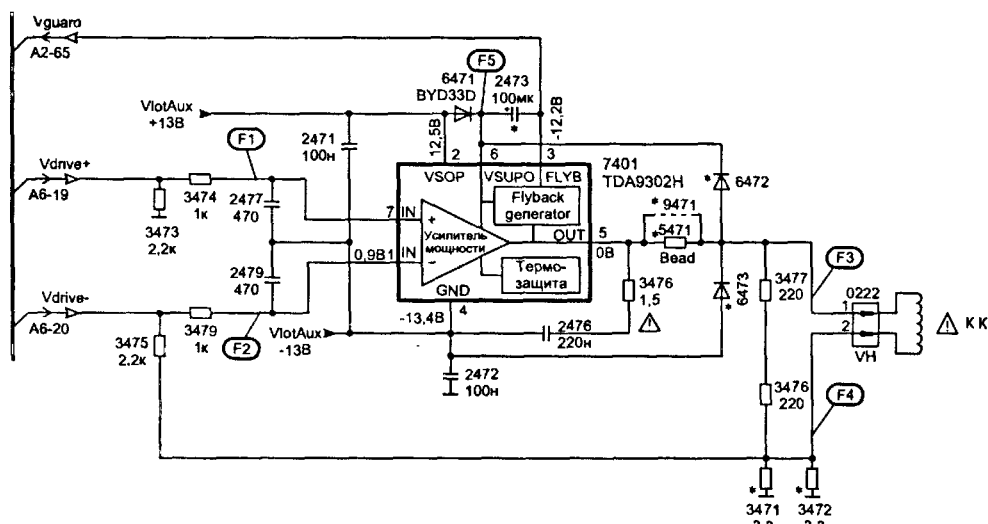 Vguard
A2-65
F5
6471
BYD33D
2473
100мк
*
-12,2В
VlotAux
+13В
12,5В
2471
100н
2
6
3
7401
TDA9302H
VSOP
VSUPO
FLYB
Flyback
generator
* 6472
F1
Vdrive+
A6-19
3474
1к
2477
470
3473
2,2к
7
IN
+
Усилитель
мощности
OUT
5
0В
* 9471
* 5471
Bead
0,9В
1
IN
−
Термо-
защита
2479
470
GND
4
-13,4В
3476
1,5
6473
*
3477
220
F3
0222
1
2
VH
КК
Vdrive-
A6-20
3479
1к
F2
VlotAux
-13В
2476
220н
3475
2,2к
2472
100н
3476
220
F4
*
*
3471
3472